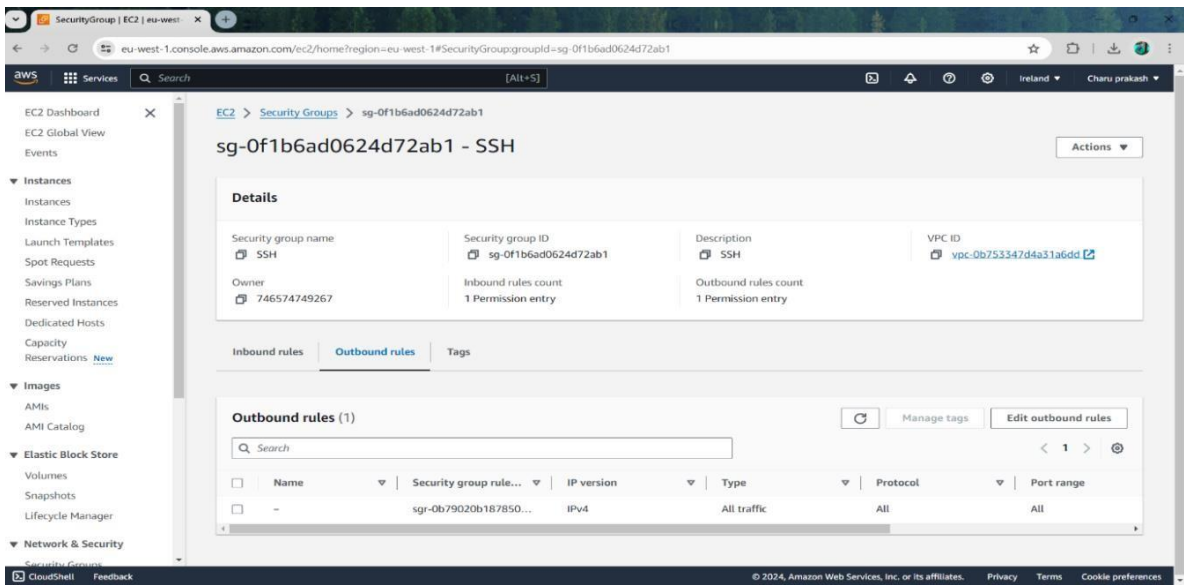 SecurityGroup | EC2 | eu-west-
eu-west-1.console.aws.amazon.com/ec2/home?region=eu-west-1#SecurityGroup:groupId=sg-0f1b6ad0624d72ab1
aws Services Search [Alt+S] Ireland Charu prakash
EC2 Dashboard
EC2 Global View
Events
Instances
Instances
Instance Types
Launch Templates
Spot Requests
Savings Plans
Reserved Instances
Dedicated Hosts
Capacity
Reservations New
Images
AMIs
AMI Catalog
Elastic Block Store
Volumes
Snapshots
Lifecycle Manager
Network & Security
Security Groups
EC2 > Security Groups > sg-0f1b6ad0624d72ab1
sg-0f1b6ad0624d72ab1 - SSH
Actions
Details
Security group name Security group ID Description VPC ID
SSH sg-0f1b6ad0624d72ab1 SSH vpc-0b753347d4a31a6dd
Owner Inbound rules count Outbound rules count
746574749267 1 Permission entry 1 Permission entry
Inbound rules Outbound rules Tags
Outbound rules (1) Manage tags Edit outbound rules
Search < 1 >
Name Security group rule... IP version Type Protocol Port range
– sgr-0b79020b187850... IPv4 All traffic All All
CloudShell Feedback © 2024, Amazon Web Services, Inc. or its affiliates. Privacy Terms Cookie preferences